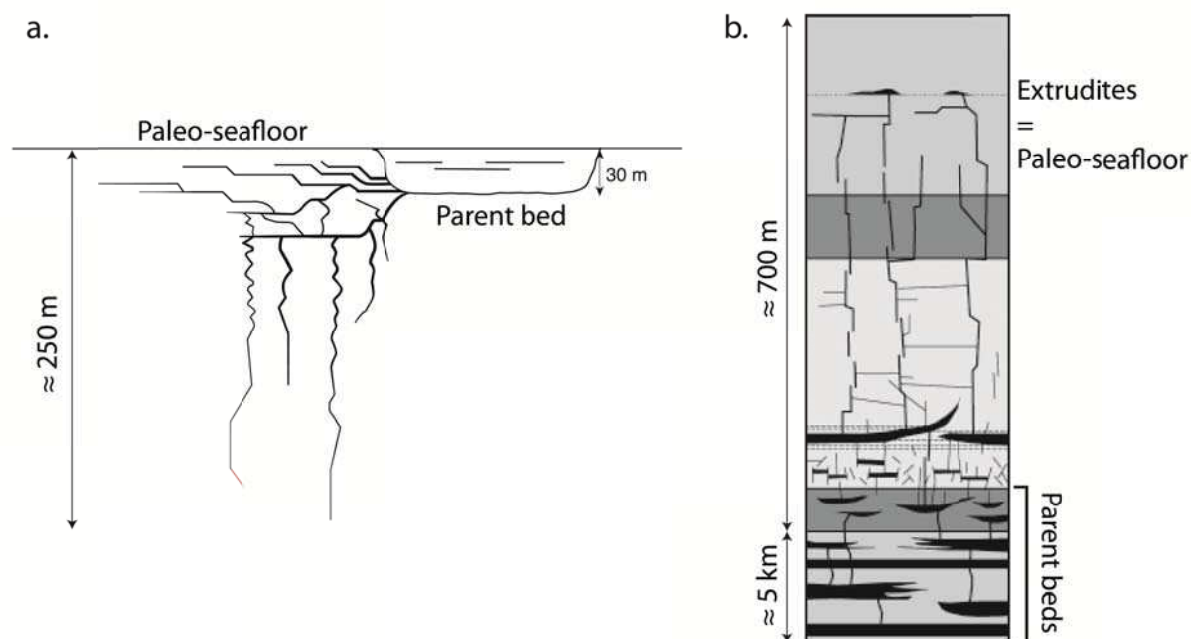 a.
Paleo-seafloor
30 m
Parent bed
≈ 250 m
b.
Extrudites
=
Paleo-seafloor
≈ 700 m
Parent beds
≈ 5 km